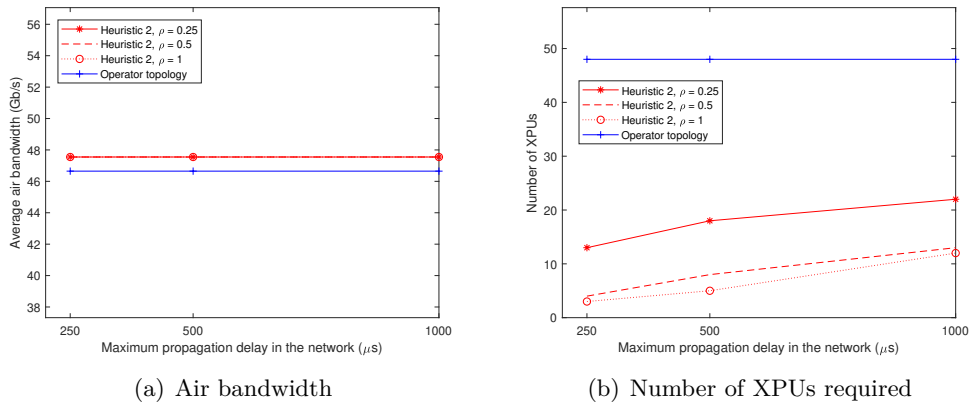 56
54
52
50
48
46
44
42
40
38
Average air bandwidth (Gb/s)
Heuristic 2, ρ = 0.25
Heuristic 2, ρ = 0.5
Heuristic 2, ρ = 1
Operator topology
250
500
1000
Maximum propagation delay in the network (μs)
(a) Air bandwidth
50
40
30
20
10
0
Number of XPUs
Heuristic 2, ρ = 0.25
Heuristic 2, ρ = 0.5
Heuristic 2, ρ = 1
Operator topology
250
500
1000
Maximum propagation delay in the network (μs)
(b) Number of XPUs required